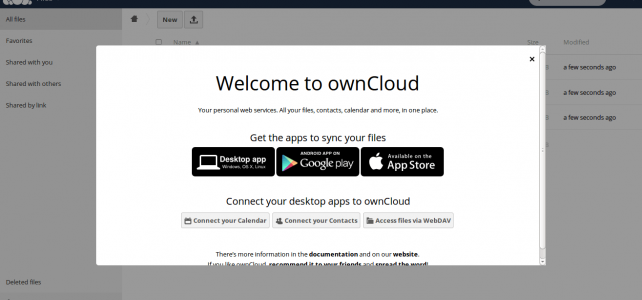 All files
New
Name
Size
Modified
Favorites
Shared with you
Shared with others
Shared by link
Deleted files
a few seconds ago
a few seconds ago
a few seconds ago
Welcome to ownCloud
Your personal web services. All your files, contacts, calendar and more, in one place.
Get the apps to sync your files
Desktop app
Windows, OS X, Linux
ANDROID APP ON
Google play
Available on the
App Store
Connect your desktop apps to ownCloud
Connect your Calendar
Connect your Contacts
Access files via WebDAV
There's more information in the documentation and on our website.
If you like ownCloud, recommend it to your friends and spread the word!